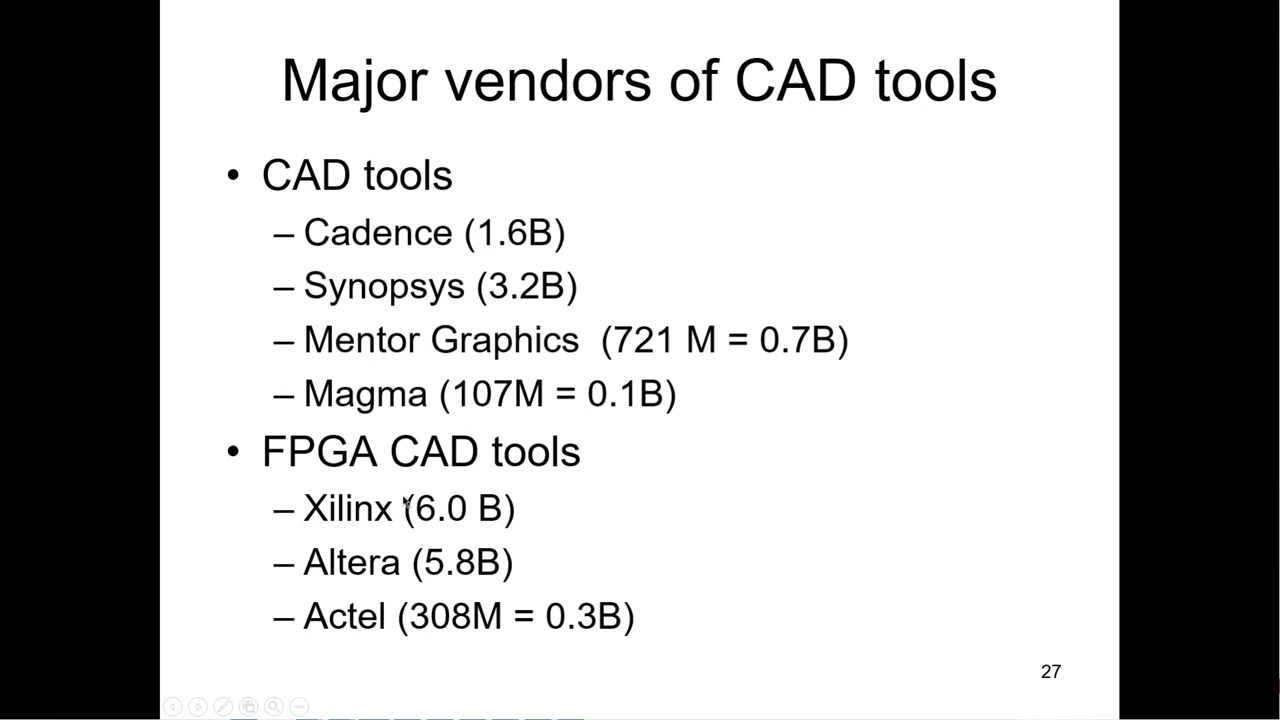 Major vendors of CAD tools
• CAD tools
– Cadence (1.6B)
– Synopsys (3.2B)
– Mentor Graphics  (721 M = 0.7B)
– Magma (107M = 0.1B)
• FPGA CAD tools
– Xilinx (6.0 B)
– Altera (5.8B)
– Actel (308M = 0.3B)
27